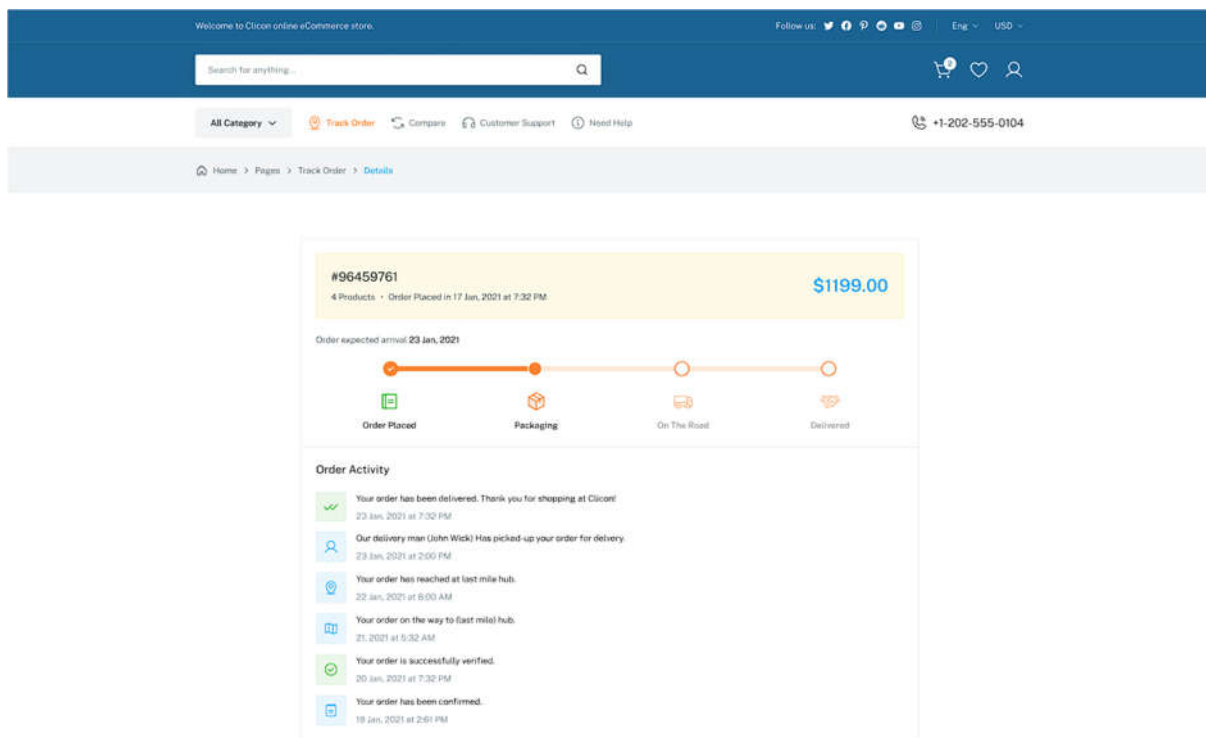 Welcome to Clicon online eCommerce store.
Follow us:
Eng
USD
Search for anything...
2
All Category
Track Order
Compare
Customer Support
Need Help
+1-202-555-0104
Home > Pages > Track Order > Details
#96459761
$1199.00
4 Products • Order Placed in 17 Jan, 2021 at 7:32 PM
Order expected arrival 23 Jan, 2021
Order Placed
Packaging
On The Road
Delivered
Order Activity
Your order has been delivered. Thank you for shopping at Clicon!
23 Jan, 2021 at 7:32 PM
Our delivery man (John Wick) Has picked-up your order for delvery.
23 Jan, 2021 at 2:00 PM
Your order has reached at last mile hub.
22 Jan, 2021 at 8:00 AM
Your order on the way to (last mile) hub.
21, 2021 at 5:32 AM
Your order is successfully verified.
20 Jan, 2021 at 7:32 PM
Your order has been confirmed.
19 Jan, 2021 at 2:61 PM